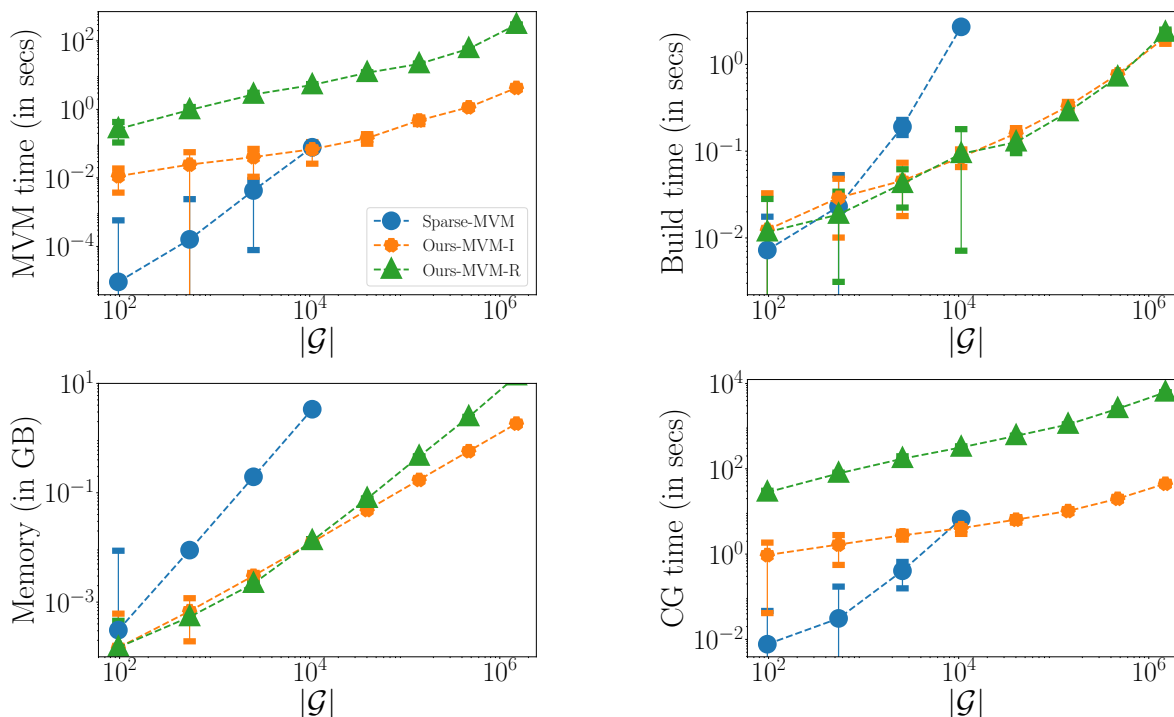 MVM time (in secs)
10^2
10^0
10^{-2}
10^{-4}
Sparse-MVM
Ours-MVM-I
Ours-MVM-R
10^2
10^4
10^6
|𝒢|
Build time (in secs)
10^0
10^{-1}
10^{-2}
10^2
10^4
10^6
|𝒢|
Memory (in GB)
10^1
10^{-1}
10^{-3}
10^2
10^4
10^6
|𝒢|
CG time (in secs)
10^4
10^2
10^0
10^{-2}
10^2
10^4
10^6
|𝒢|